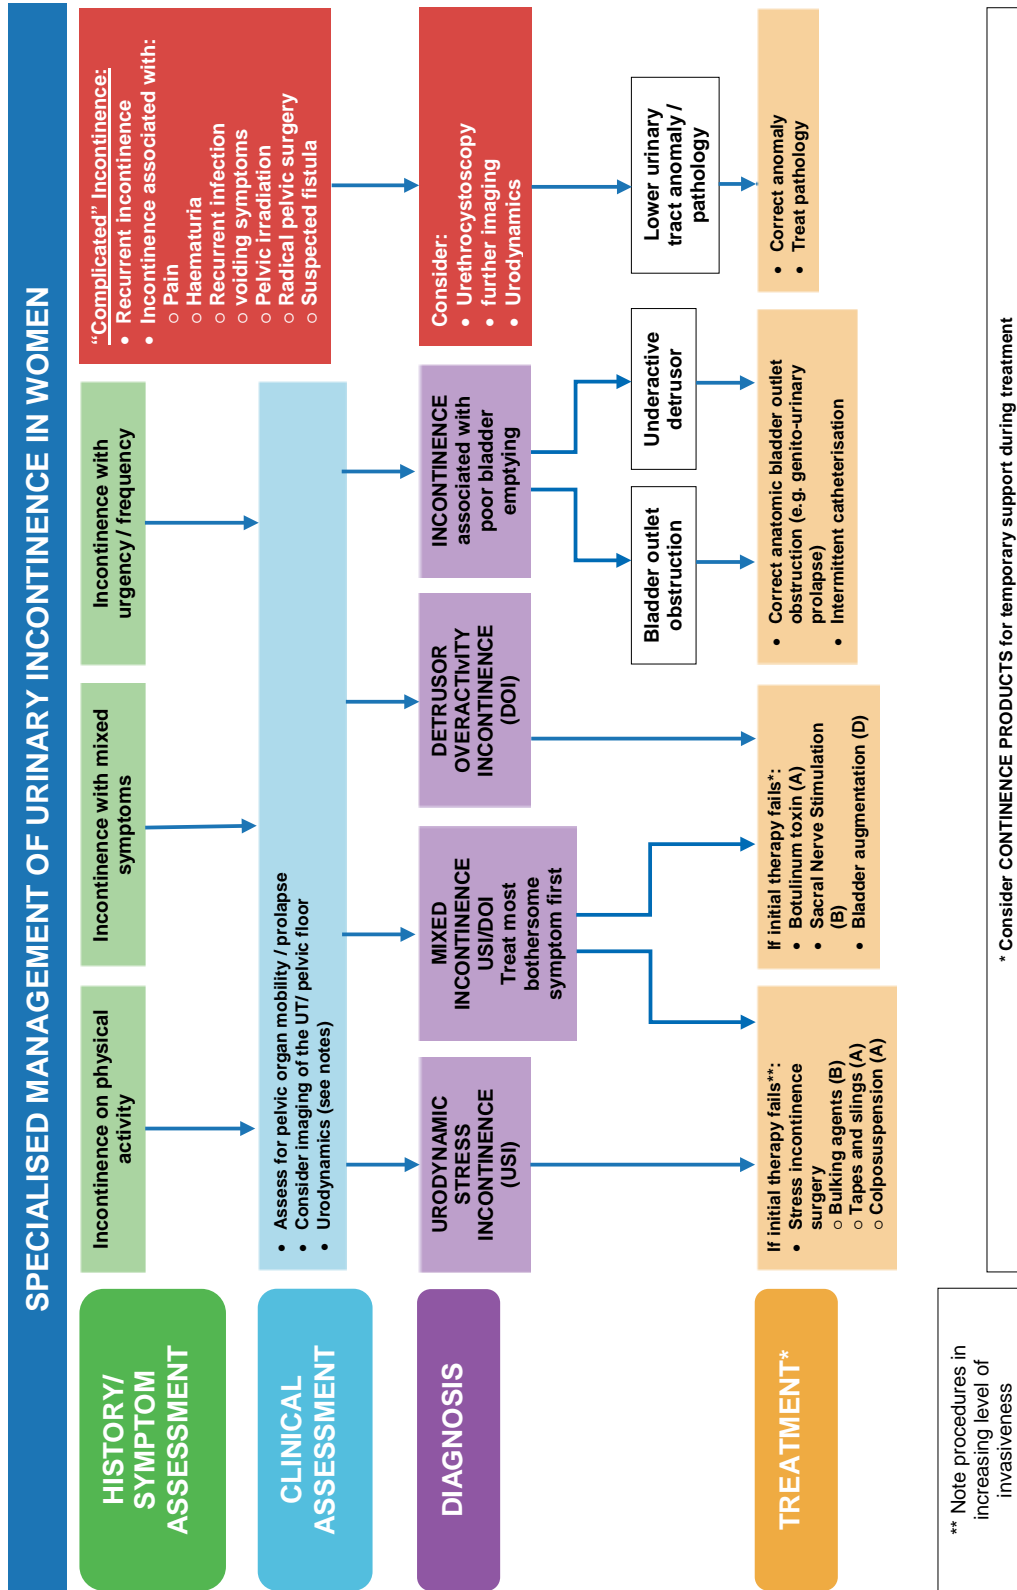 SPECIALISED MANAGEMENT OF URINARY INCONTINENCE IN WOMEN
HISTORY/
SYMPTOM
ASSESSMENT
Incontinence on physical
activity
Incontinence with mixed
symptoms
Incontinence with
urgency / frequency
“Complicated” Incontinence:
• Recurrent incontinence
• Incontinence associated with:
○ Pain
○ Haematuria
○ Recurrent infection
○ voiding symptoms
○ Pelvic irradiation
○ Radical pelvic surgery
○ Suspected fistula
CLINICAL
ASSESSMENT
• Assess for pelvic organ mobility / prolapse
• Consider imaging of the UT/ pelvic floor
• Urodynamics (see notes)
DIAGNOSIS
URODYNAMIC
STRESS
INCONTINENCE
(USI)
MIXED
INCONTINENCE
USI/DOI
Treat most
bothersome
symptom first
DETRUSOR
OVERACTIVITY
INCONTINENCE
(DOI)
INCONTINENCE
associated with
poor bladder
emptying
Consider:
• Urethrocystoscopy
• further imaging
• Urodynamics
Bladder outlet
obstruction
Underactive
detrusor
Lower urinary
tract anomaly /
pathology
TREATMENT*
If initial therapy fails**:
• Stress incontinence
surgery
○ Bulking agents (B)
○ Tapes and slings (A)
○ Colposuspension (A)
If initial therapy fails*:
• Botulinum toxin (A)
• Sacral Nerve Stimulation
(B)
• Bladder augmentation (D)
• Correct anatomic bladder outlet
obstruction (e.g. genito-urinary
prolapse)
• Intermittent catheterisation
• Correct anomaly
• Treat pathology
** Note procedures in
increasing level of
invasiveness
* Consider CONTINENCE PRODUCTS for temporary support during treatment